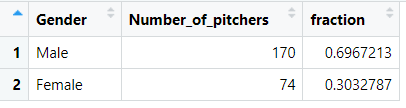 Gender Number_of_pitchers fraction
1 Male 170 0.6967213
2 Female 74 0.3032787